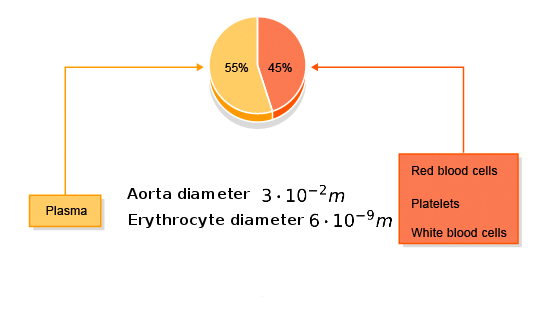 55%
45%
Red blood cells
Platelets
White blood cells
Plasma
Aorta diameter 3·10⁻²m
Erythrocyte diameter 6·10⁻⁹m